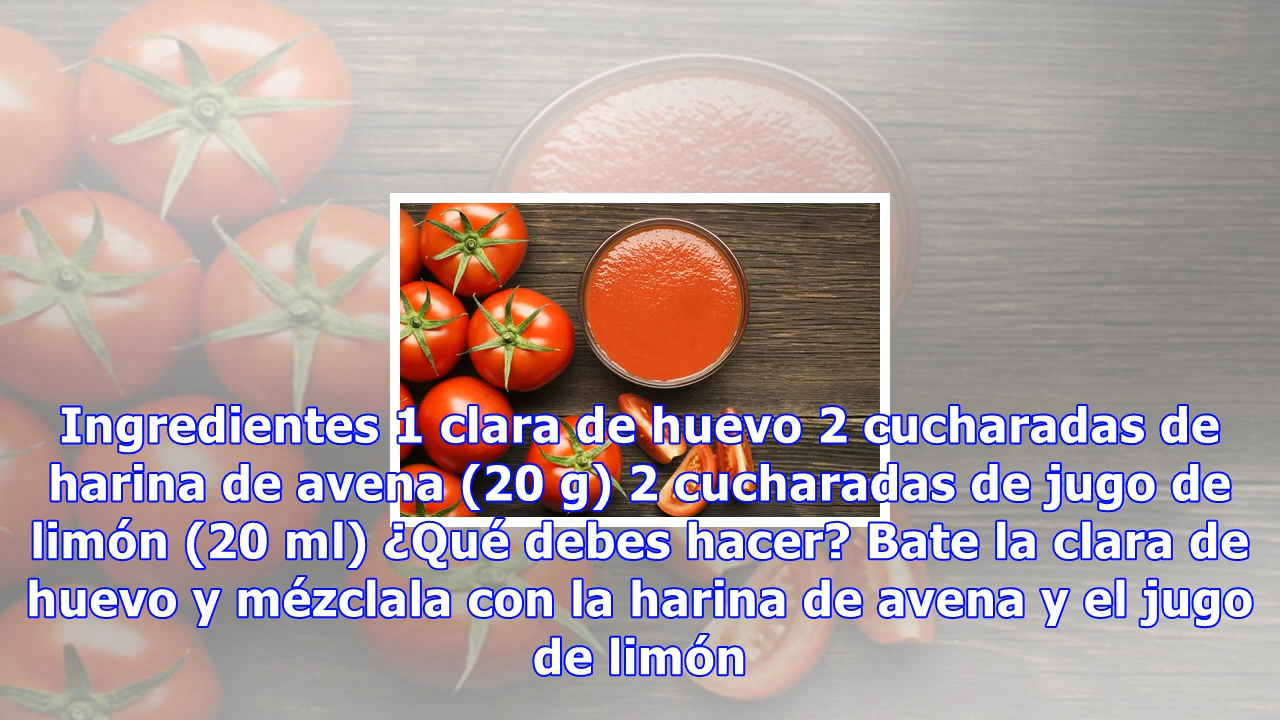 Ingredientes 1 clara de huevo 2 cucharadas de
harina de avena (20 g) 2 cucharadas de jugo de
limón (20 ml) ¿Qué debes hacer? Bate la clara de
huevo y mézclala con la harina de avena y el jugo
de limón